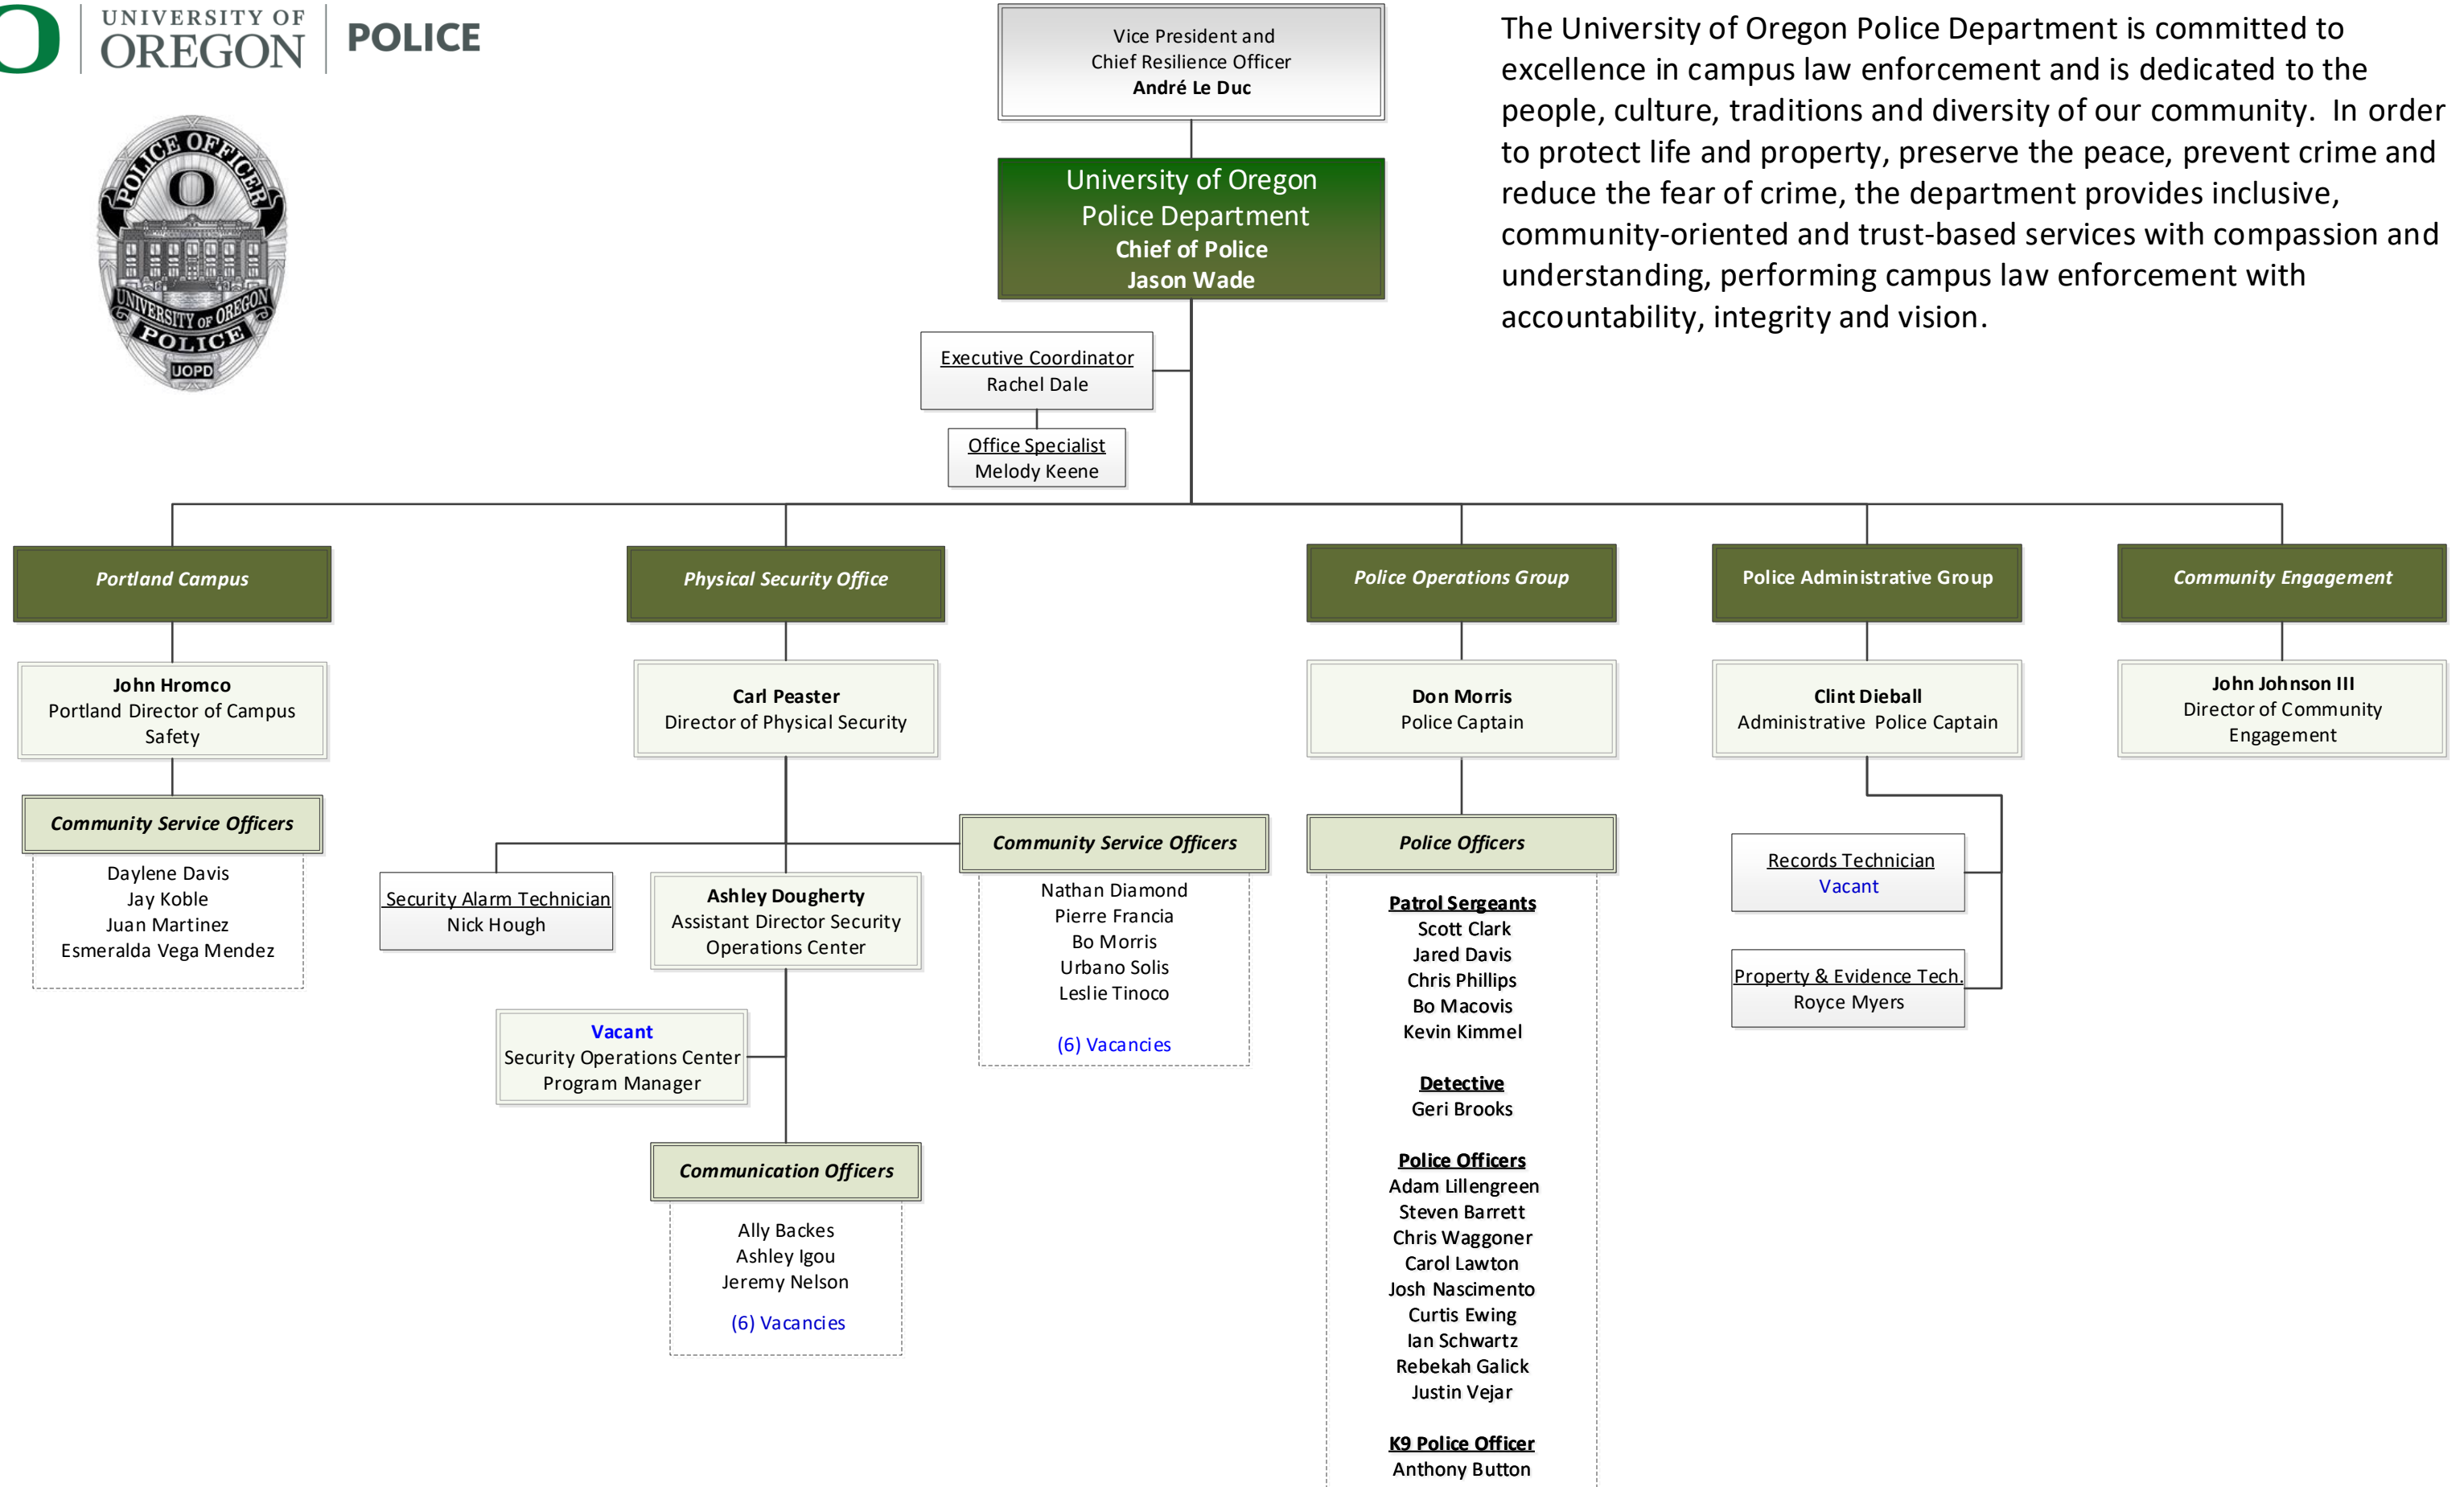 UNIVERSITY OF
OREGON
POLICE
POLICE OFFICER
O
UNIVERSITY OF OREGON
POLICE
UOPD
Vice President and
Chief Resilience Officer
André Le Duc
University of Oregon
Police Department
Chief of Police
Jason Wade
The University of Oregon Police Department is committed to
excellence in campus law enforcement and is dedicated to the
people, culture, traditions and diversity of our community.  In order
to protect life and property, preserve the peace, prevent crime and
reduce the fear of crime, the department provides inclusive,
community-oriented and trust-based services with compassion and
understanding, performing campus law enforcement with
accountability, integrity and vision.
Executive Coordinator
Rachel Dale
Office Specialist
Melody Keene
Portland Campus
John Hromco
Portland Director of Campus
Safety
Community Service Officers
Daylene Davis
Jay Koble
Juan Martinez
Esmeralda Vega Mendez
Physical Security Office
Carl Peaster
Director of Physical Security
Security Alarm Technician
Nick Hough
Ashley Dougherty
Assistant Director Security
Operations Center
Vacant
Security Operations Center
Program Manager
Communication Officers
Ally Backes
Ashley Igou
Jeremy Nelson
(6) Vacancies
Community Service Officers
Nathan Diamond
Pierre Francia
Bo Morris
Urbano Solis
Leslie Tinoco
(6) Vacancies
Police Operations Group
Don Morris
Police Captain
Police Officers
Patrol Sergeants
Scott Clark
Jared Davis
Chris Phillips
Bo Macovis
Kevin Kimmel
Detective
Geri Brooks
Police Officers
Adam Lillengreen
Steven Barrett
Chris Waggoner
Carol Lawton
Josh Nascimento
Curtis Ewing
Ian Schwartz
Rebekah Galick
Justin Vejar
K9 Police Officer
Anthony Button
Police Administrative Group
Clint Dieball
Administrative Police Captain
Records Technician
Vacant
Property & Evidence Tech.
Royce Myers
Community Engagement
John Johnson III
Director of Community
Engagement